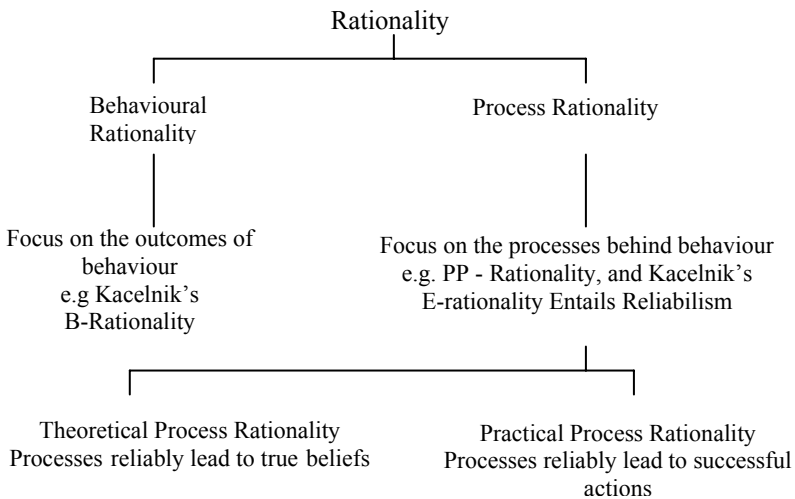 Rationality
Behavioural
Rationality
Process Rationality
Focus on the outcomes of
behaviour
e.g Kacelnik's
B-Rationality
Focus on the processes behind behaviour
e.g. PP - Rationality, and Kacelnik's
E-rationality Entails Reliabilism
Theoretical Process Rationality
Processes reliably lead to true beliefs
Practical Process Rationality
Processes reliably lead to successful
actions